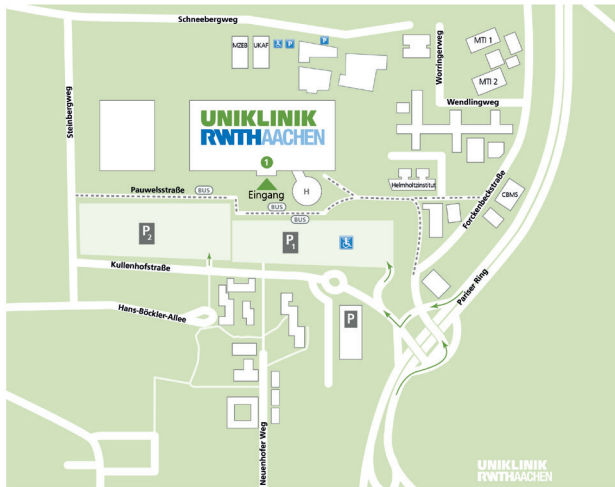 Schneebergweg
MZEB
UKAF
P
P
MTI 1
MTI 2
Worringerweg
Wendlingweg
Steinbergweg
UNIKLINIK
RWTHAACHEN
1
Eingang
H
Helmholtzinstitut
CBMS
Forckenbeckstraße
Pauwelsstraße
BUS
BUS
BUS
P2
P1
Kullenhofstraße
Pariser Ring
Hans-Böckler-Allee
P
Neuenhofer Weg
UNIKLINIK
RWTHAACHEN